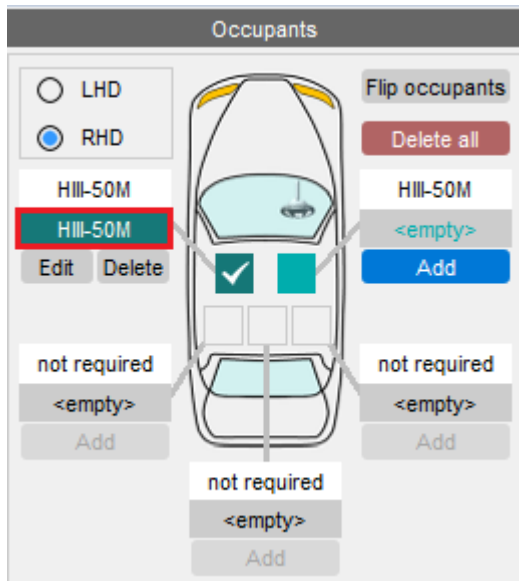 Occupants
LHD
Flip occupants
RHD
Delete all
HIII-50M
HIII-50M
HIII-50M
<empty>
Edit
Delete
Add
not required
not required
<empty>
<empty>
Add
Add
not required
<empty>
Add